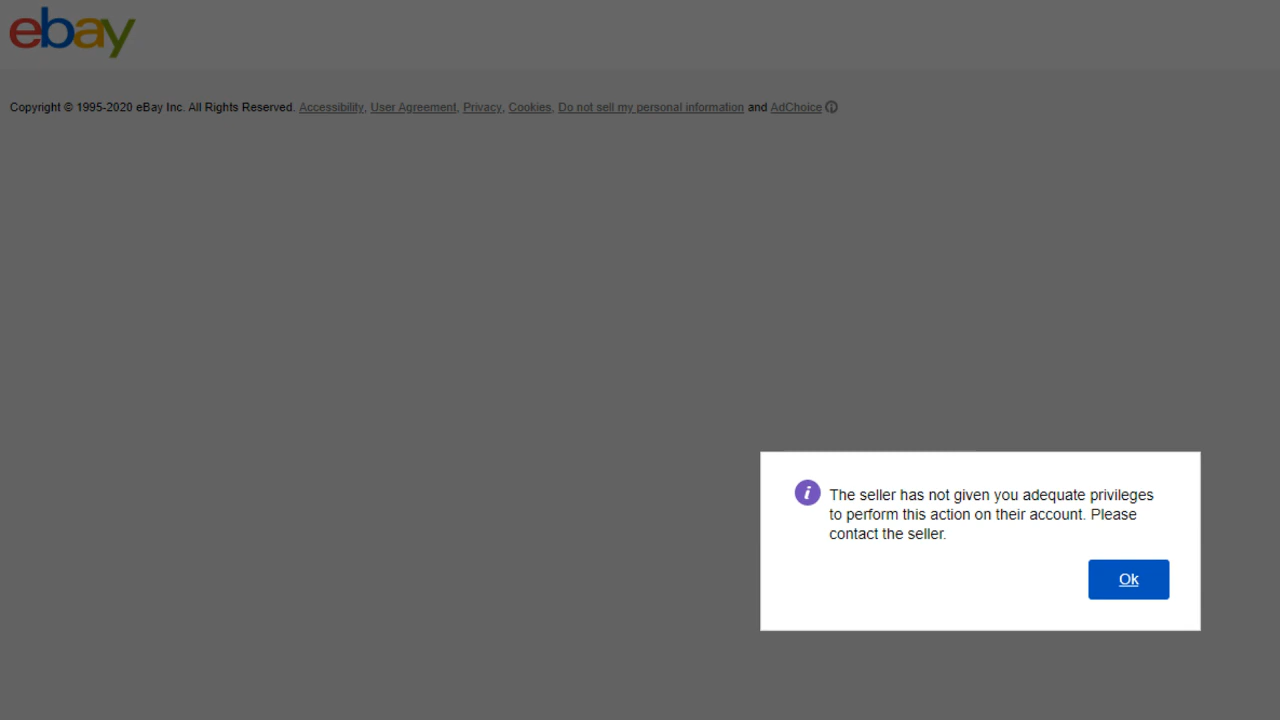 ebay
Copyright © 1995-2020 eBay Inc. All Rights Reserved. Accessibility, User Agreement, Privacy, Cookies, Do not sell my personal information and AdChoice
The seller has not given you adequate privileges
to perform this action on their account. Please
contact the seller.
Ok